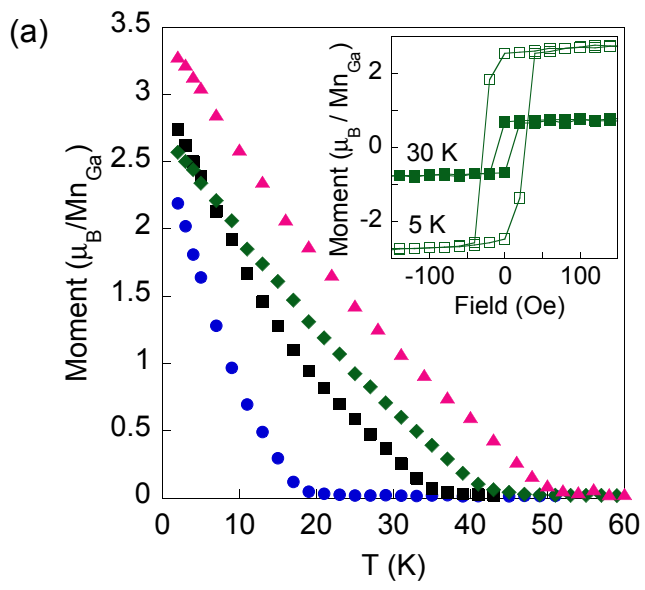 (a)
Moment (μB/MnGa)
3.5
3
2.5
2
1.5
1
0.5
0
0 10 20 30 40 50 60
T (K)
Moment (μB / MnGa)
2
0
-2
30 K
5 K
-100 0 100
Field (Oe)